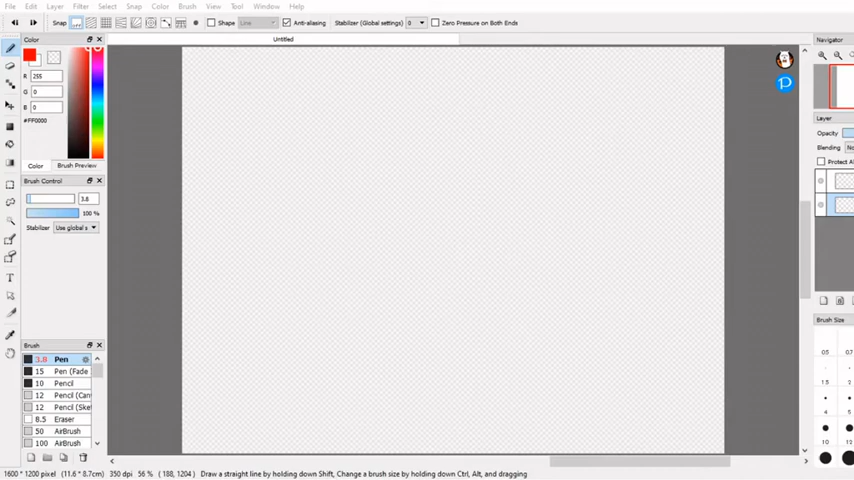 File Edit Layer Filter Select Snap Color Brush View Tool Window Help
Snap off Shape Line Anti-aliasing Stabilizer (Global settings) 0 Zero Pressure on Both Ends
Color Untitled Navigator
R 255
G 0
B 0
#FF0000
Layer
Opacity
Blending
Protect Al
Color Brush Preview
Brush Control
3.8
100 %
Stabilizer Use global s
Brush
3.8 Pen
15 Pen (Fade
10 Pencil
12 Pencil (Can
12 Pencil (Sket
8.5 Eraser
50 AirBrush
100 AirBrush
Brush Size
0.5 0.7
1.5 2
4 5
10 12
1600 * 1200 pixel (11.6 * 8.7cm) 350 dpi 56 % ( 188, 1204 ) Draw a straight line by holding down Shift, Change a brush size by holding down Ctrl, Alt, and dragging